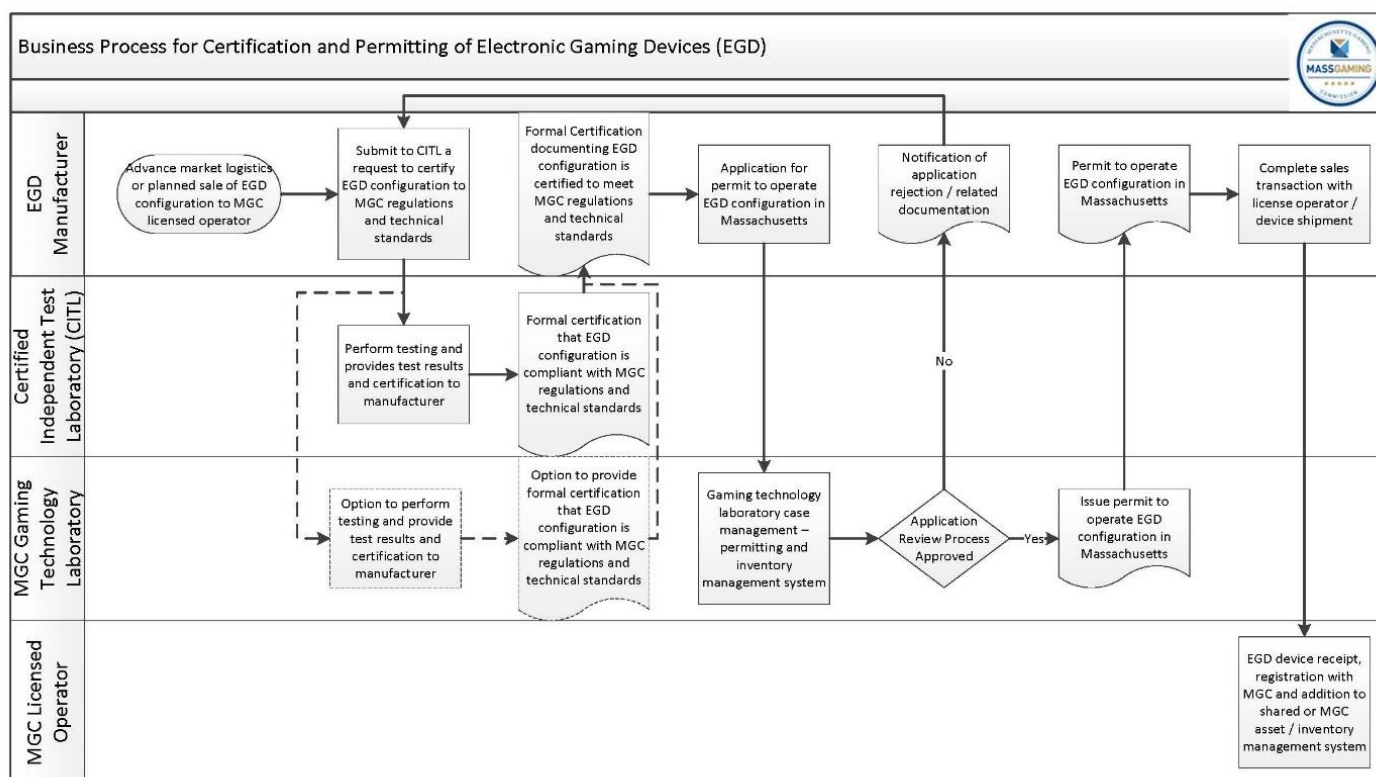 Business Process for Certification and Permitting of Electronic Gaming Devices (EGD)
MASSACHUSETTS GAMING
MASSGAMING
COMMISSION
EGD
Manufacturer
Advance market logistics
or planned sale of EGD
configuration to MGC
licensed operator
Submit to CITL a
request to certify
EGD configuration to
MGC regulations
and technical
standards
Formal Certification
documenting EGD
configuration is
certified to meet
MGC regulations
and technical
standards
Application for
permit to operate
EGD configuration in
Massachusetts
Notification of
application
rejection / related
documentation
Permit to operate
EGD configuration in
Massachusetts
Complete sales
transaction with
license operator /
device shipment
Certified
Independent Test
Laboratory (CITL)
Perform testing and
provides test results
and certification to
manufacturer
Formal certification
that EGD
configuration is
compliant with MGC
regulations and
technical standards
No
MGC Gaming
Technology
Laboratory
Option to perform
testing and provide
test results and
certification to
manufacturer
Option to provide
formal certification
that EGD
configuration is
compliant with MGC
regulations and
technical standards
Gaming technology
laboratory case
management –
permitting and
inventory
management system
Application
Review Process
Approved
Yes
Issue permit to
operate EGD
configuration in
Massachusetts
MGC Licensed
Operator
EGD device receipt,
registration with
MGC and addition to
shared or MGC
asset / inventory
management system